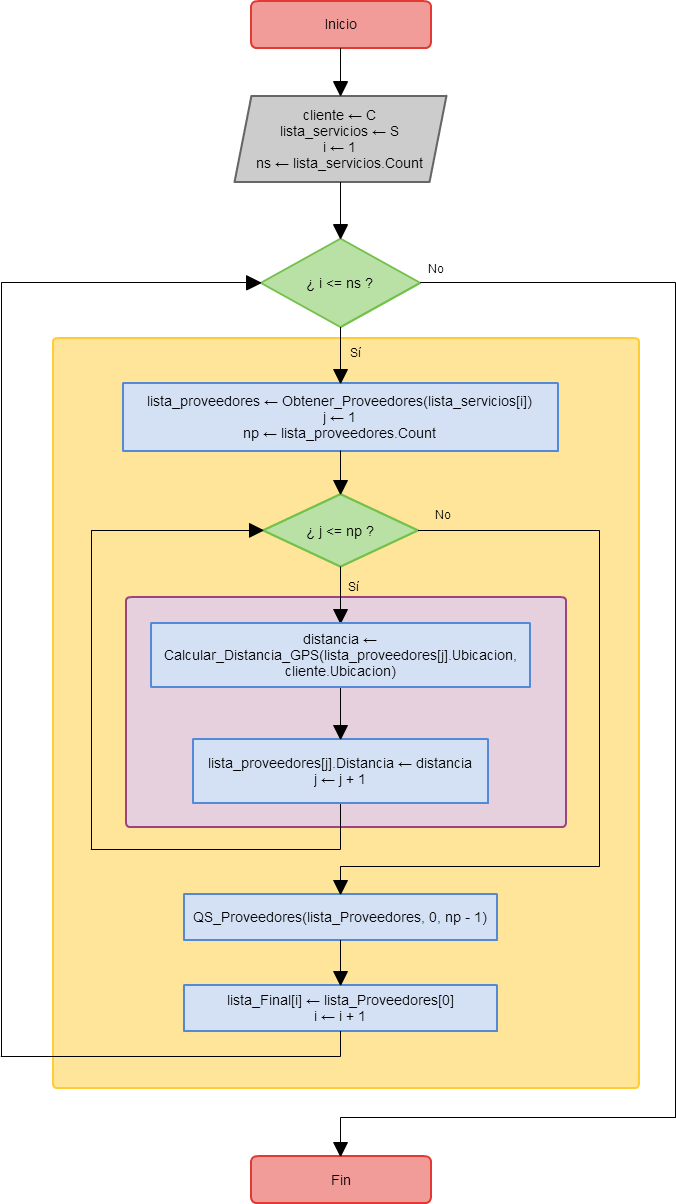 Inicio
cliente ← C
lista_servicios ← S
i ← 1
ns ← lista_servicios.Count
¿ i <= ns ?
No
Sí
lista_proveedores ← Obtener_Proveedores(lista_servicios[i])
j ← 1
np ← lista_proveedores.Count
¿ j <= np ?
No
Sí
distancia ←
Calcular_Distancia_GPS(lista_proveedores[j].Ubicacion,
cliente.Ubicacion)
lista_proveedores[j].Distancia ← distancia
j ← j + 1
QS_Proveedores(lista_Proveedores, 0, np - 1)
lista_Final[i] ← lista_Proveedores[0]
i ← i + 1
Fin